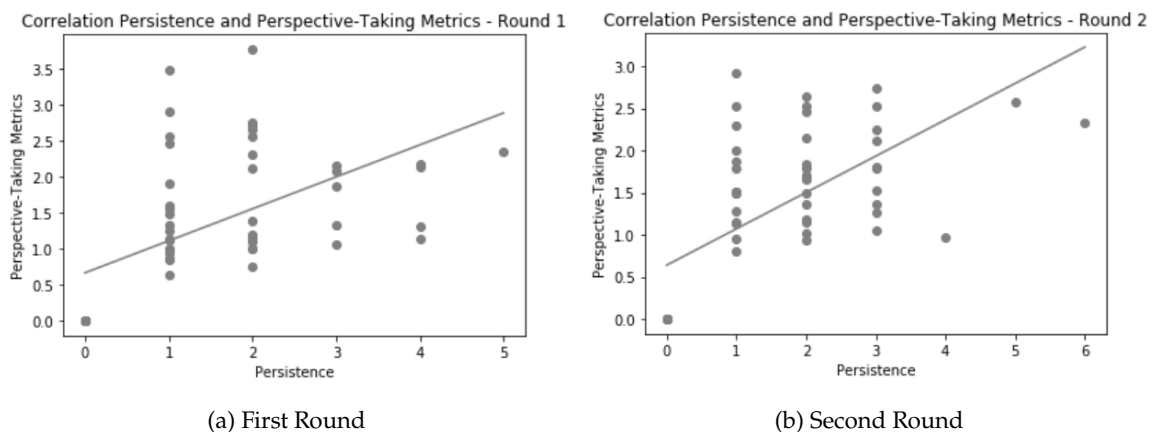 Correlation Persistence and Perspective-Taking Metrics - Round 1
Perspective-Taking Metrics
3.5
3.0
2.5
2.0
1.5
1.0
0.5
0.0
0 1 2 3 4 5
Persistence
(a) First Round
Correlation Persistence and Perspective-Taking Metrics - Round 2
Perspective-Taking Metrics
3.0
2.5
2.0
1.5
1.0
0.5
0.0
0 1 2 3 4 5 6
Persistence
(b) Second Round